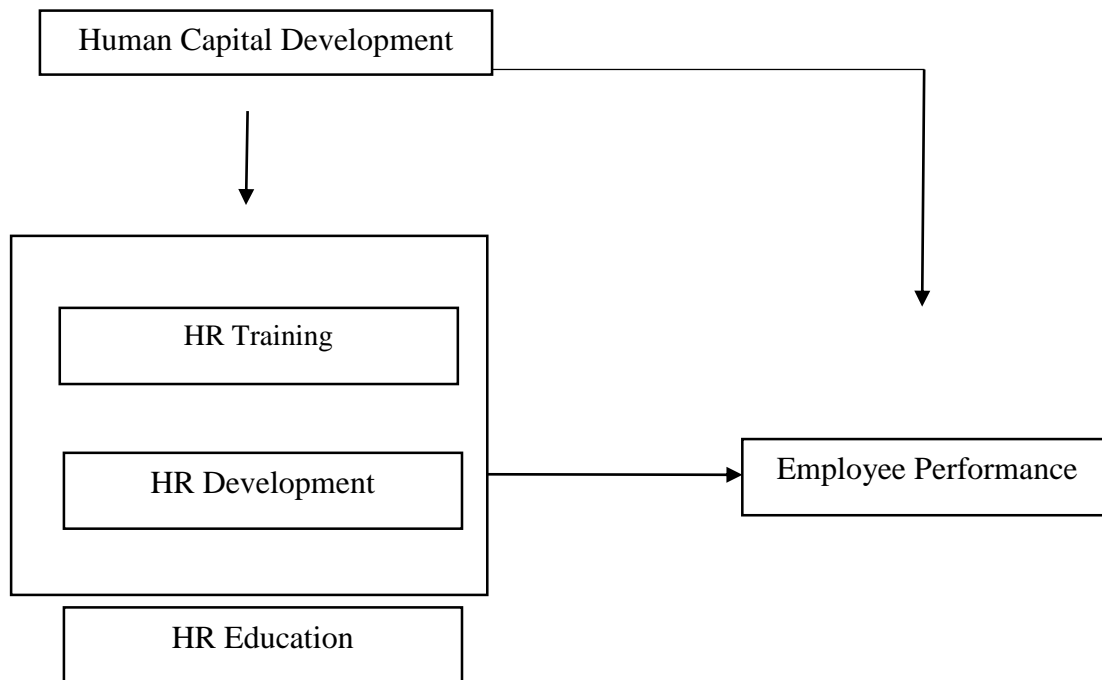 Human Capital Development
HR Training
HR Development
Employee Performance
HR Education